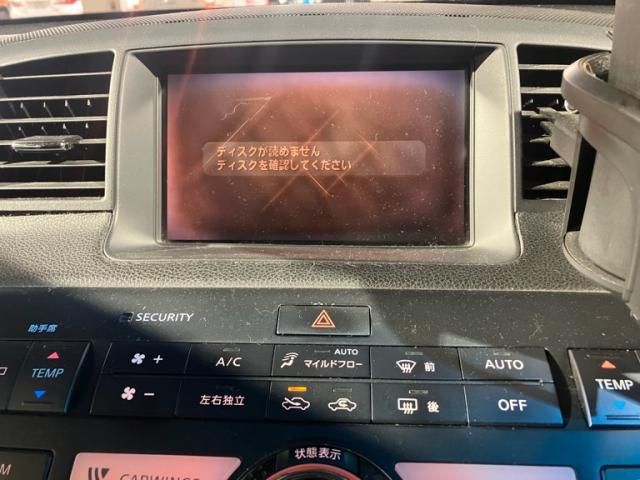 ディスクが読めません
ディスクを確認してください
SECURITY
助手席
TEMP
+
A/C
AUTO
マイルドフロー
前
AUTO
TEMP
−
左右独立
後
OFF
状態表示
CARWINGS